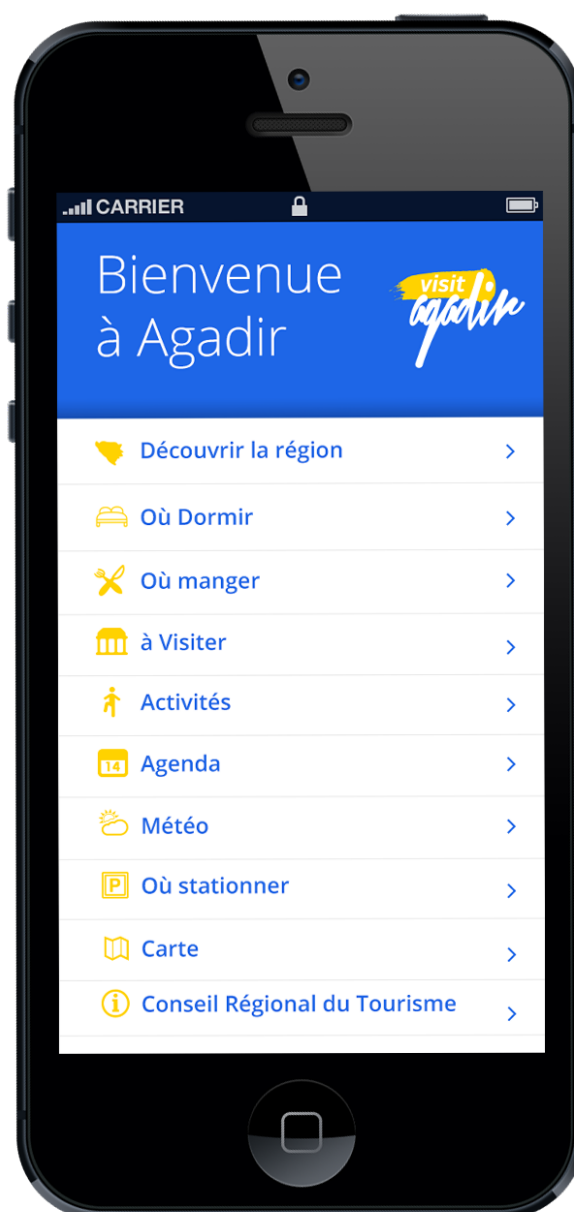 CARRIER
Bienvenue
à Agadir
visit
agadir
Découvrir la région
Où Dormir
Où manger
à Visiter
Activités
14
Agenda
Météo
P
Où stationner
Carte
i
Conseil Régional du Tourisme